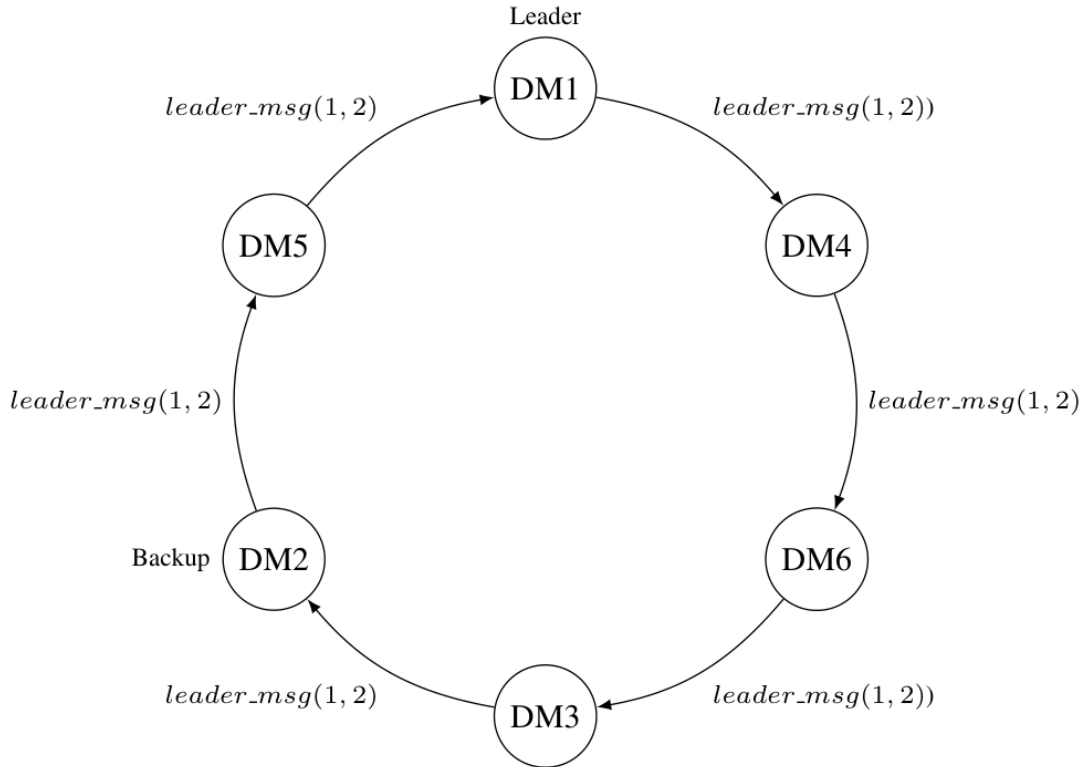 Leader
DM1
leader_msg(1, 2)
leader_msg(1, 2))
DM5
DM4
leader_msg(1, 2)
leader_msg(1, 2)
Backup
DM2
DM6
leader_msg(1, 2)
leader_msg(1, 2))
DM3